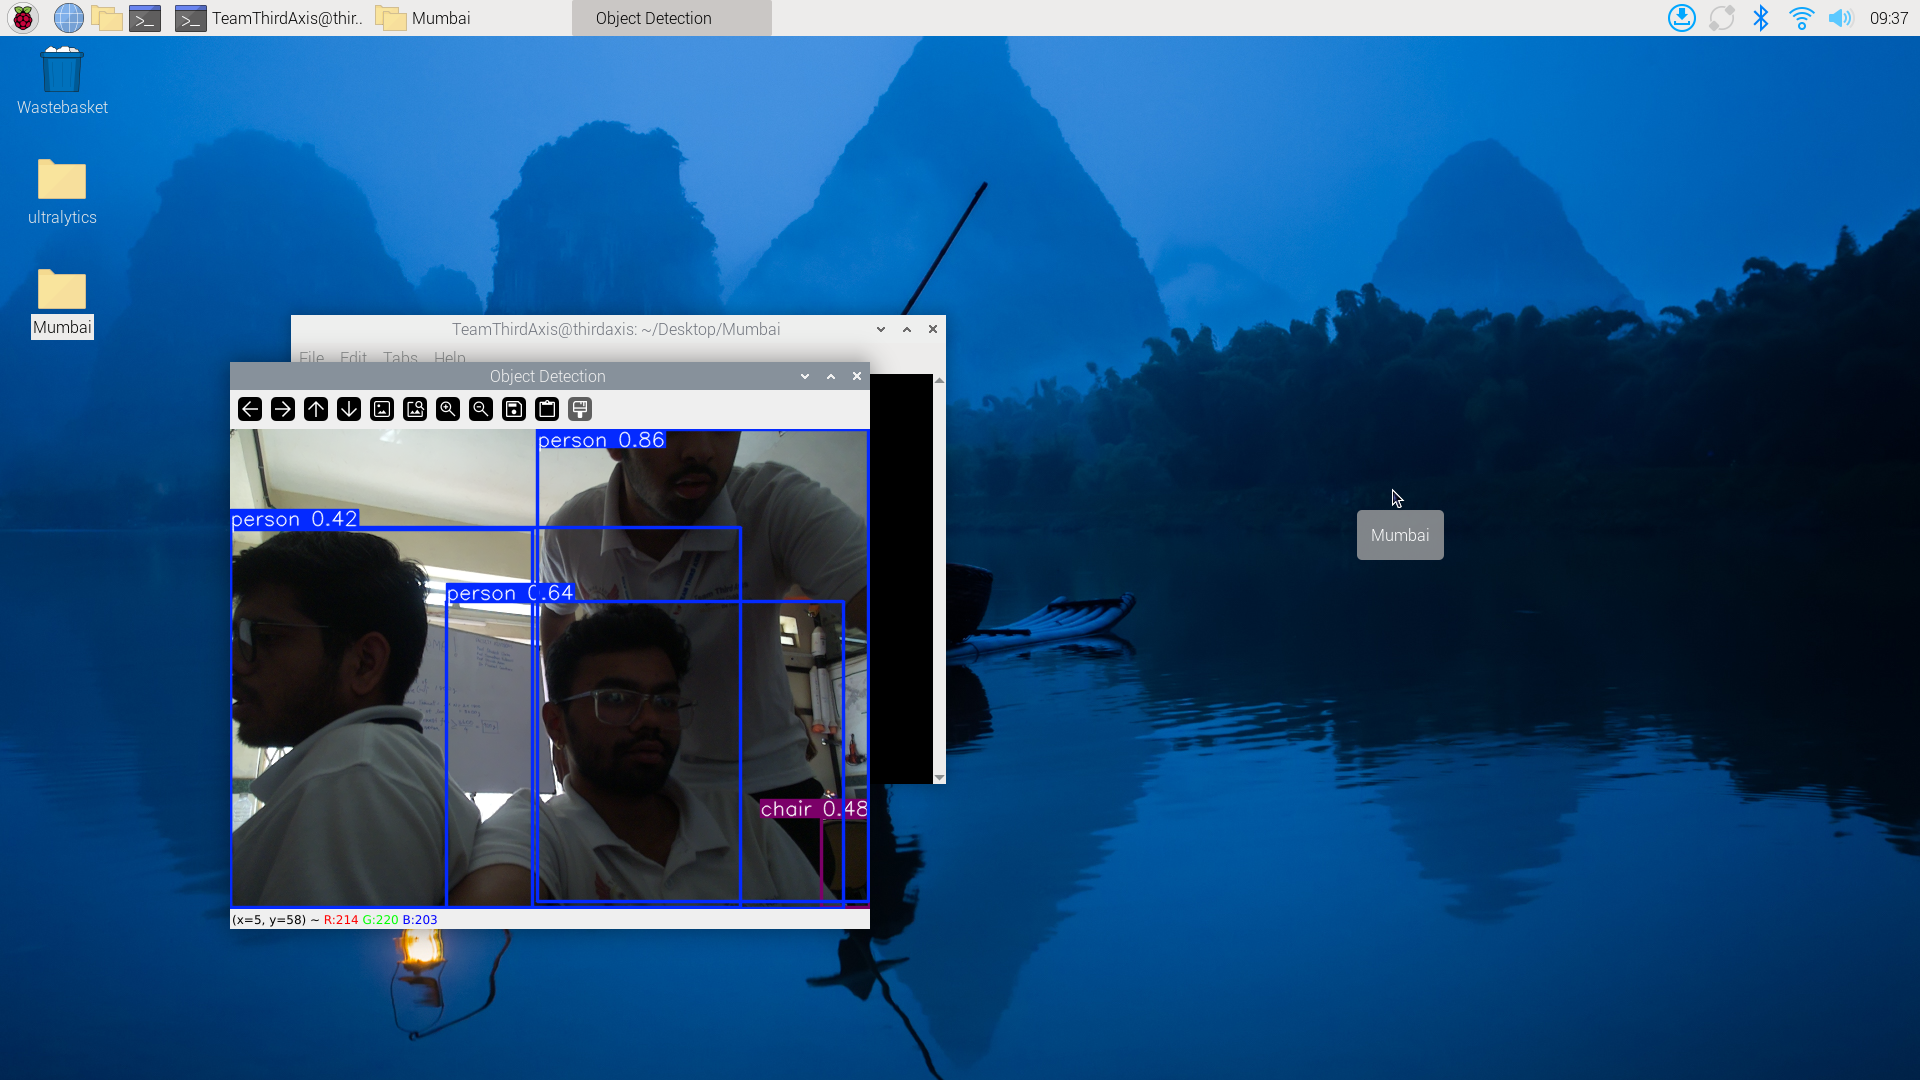 TeamThirdAxis@thir..
Mumbai
Object Detection
09:37
Wastebasket
ultralytics
Mumbai
TeamThirdAxis@thirdaxis: ~/Desktop/Mumbai
File Edit Tabs Help
Object Detection
person 0.86
person 0.42
person 0.64
chair 0.48
(x=5, y=58) ~ R:214 G:220 B:203
Mumbai